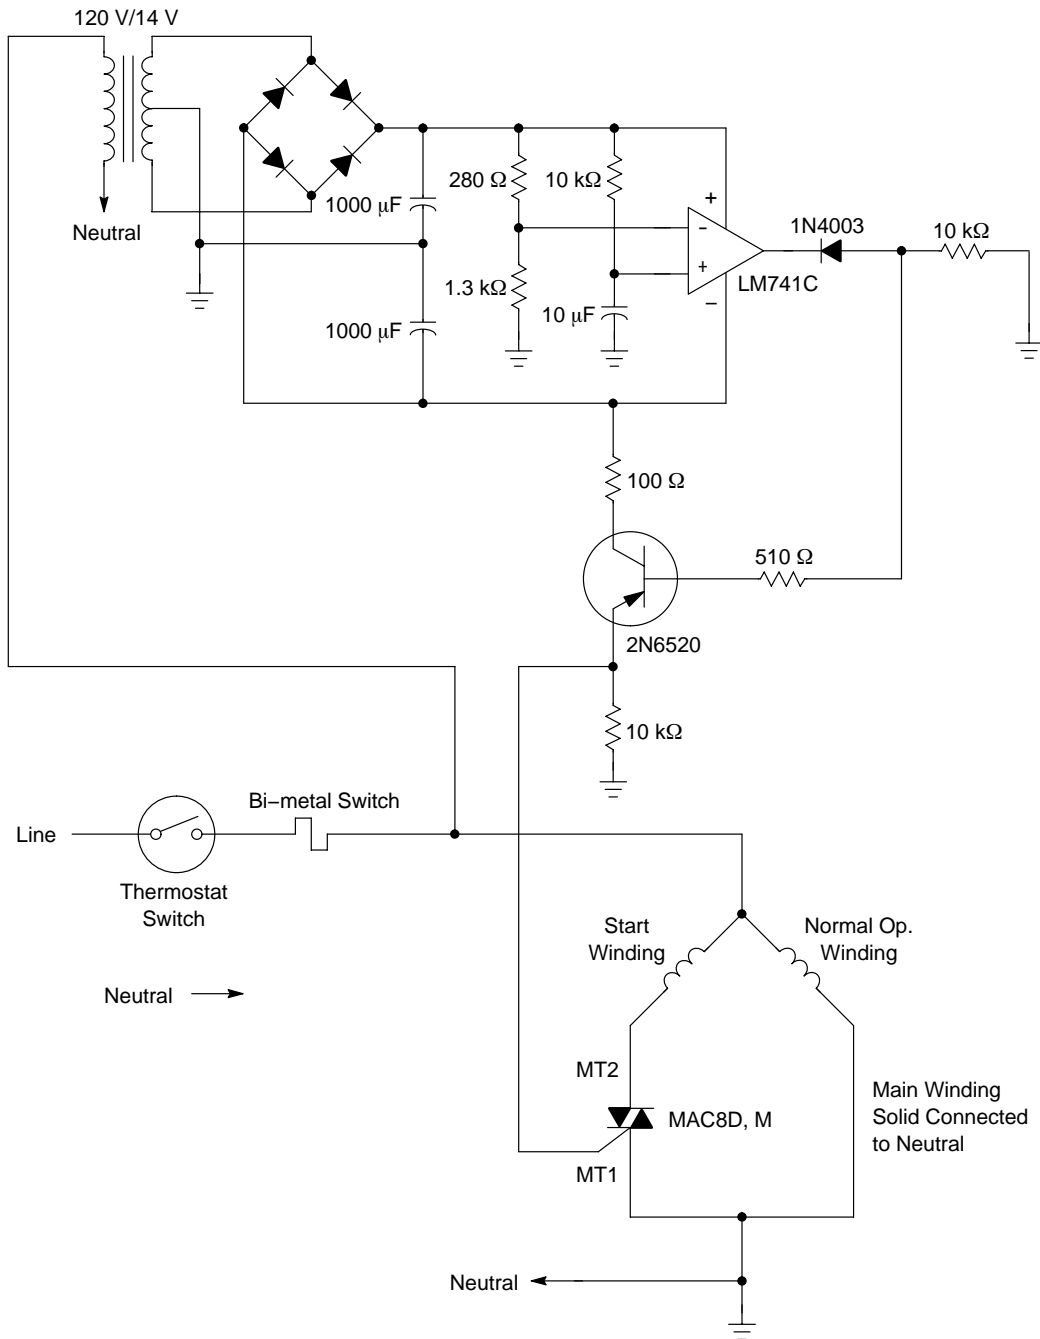 120 V/14 V
Neutral
1000 μF
1000 μF
280 Ω
1.3 kΩ
10 kΩ
10 μF
+
-
+
−
LM741C
1N4003
10 kΩ
100 Ω
510 Ω
2N6520
10 kΩ
Line
Thermostat
Switch
Bi−metal Switch
Neutral
Start
Winding
Normal Op.
Winding
MT2
MAC8D, M
MT1
Main Winding
Solid Connected
to Neutral
Neutral